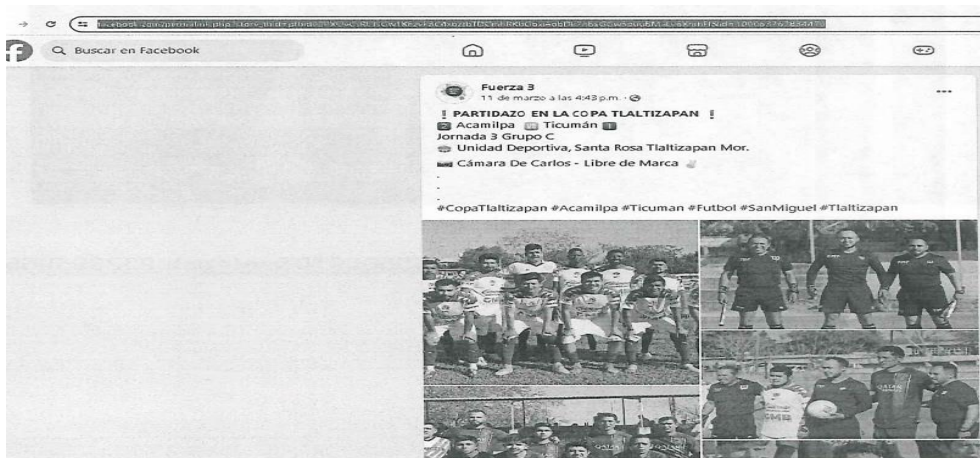 Buscar en Facebook
Fuerza 3
11 de marzo a las 4:43 p.m. ·
❗ PARTIDAZO EN LA COPA TLALTIZAPAN ❗
2 Acamilpa 🆚 Ticumán 1
Jornada 3 Grupo C
Unidad Deportiva, Santa Rosa Tlaltizapan Mor.
Cámara De Carlos - Libre de Marca
.
.
.
#CopaTlaltizapan #Acamilpa #Ticuman #Futbol #SanMiguel #Tlaltizapan